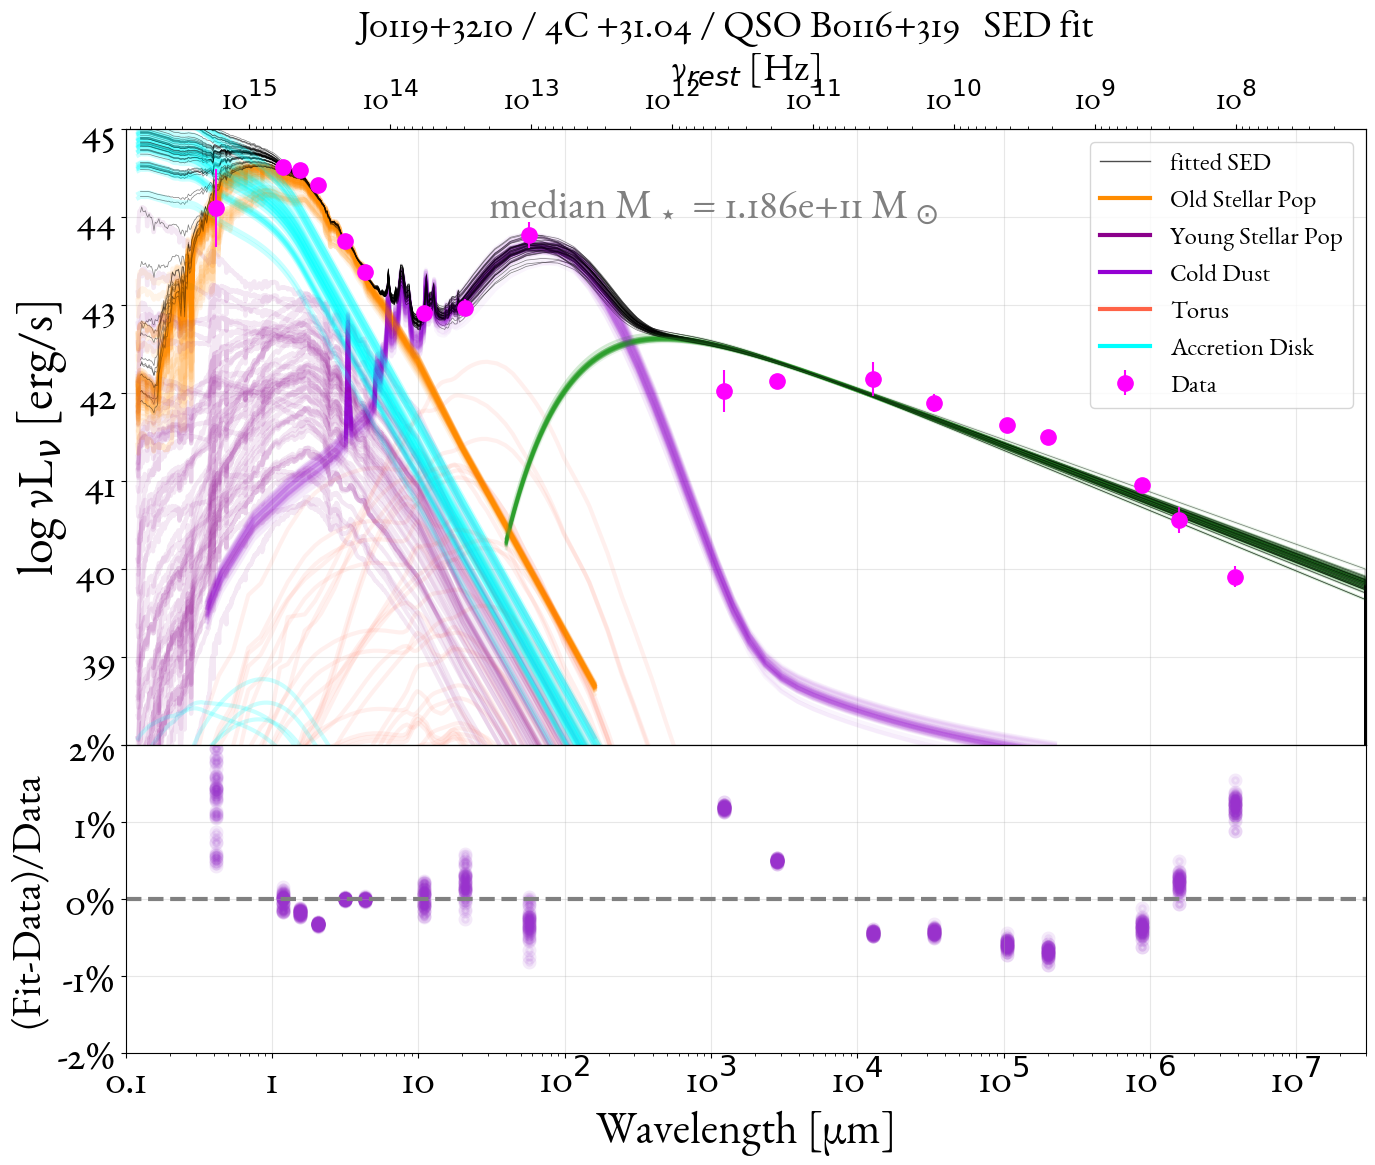 J0119+3210 / 4C +31.04 / QSO B0116+319 SED fit
ν_rest [Hz]
10^15 10^14 10^13 10^12 10^11 10^10 10^9 10^8
45
44
43
42
41
40
39
log νL_ν [erg/s]
median M⋆ = 1.186e+11 M⊙
fitted SED
Old Stellar Pop
Young Stellar Pop
Cold Dust
Torus
Accretion Disk
Data
2%
1%
0%
-1%
-2%
(Fit-Data)/Data
0.1 1 10 10^2 10^3 10^4 10^5 10^6 10^7
Wavelength [μm]